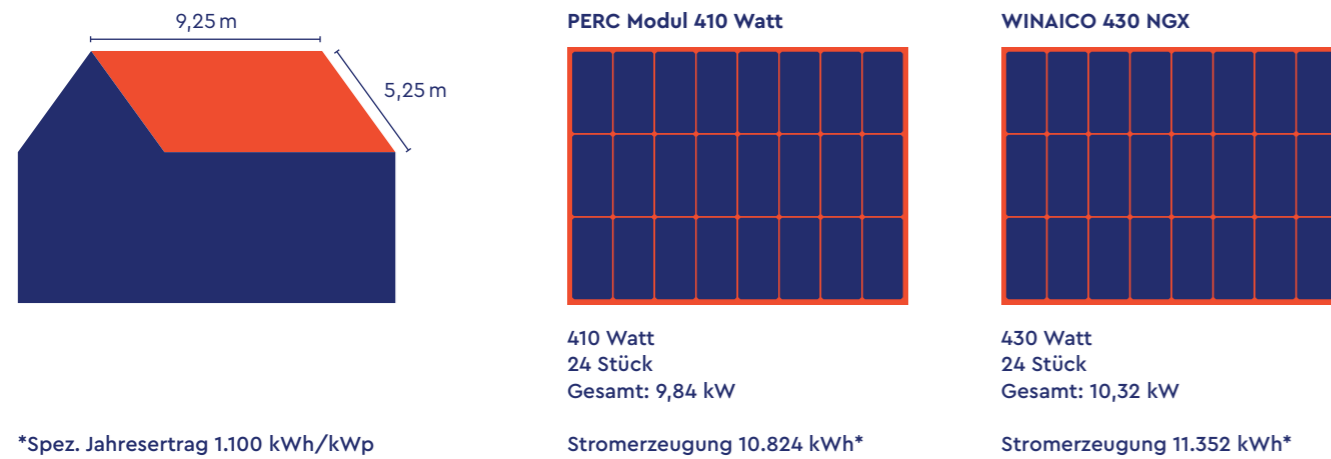 9,25 m
5,25 m
*Spez. Jahresertrag 1.100 kWh/kWp
PERC Modul 410 Watt
410 Watt
24 Stück
Gesamt: 9,84 kW
Stromerzeugung 10.824 kWh*
WINAICO 430 NGX
430 Watt
24 Stück
Gesamt: 10,32 kW
Stromerzeugung 11.352 kWh*